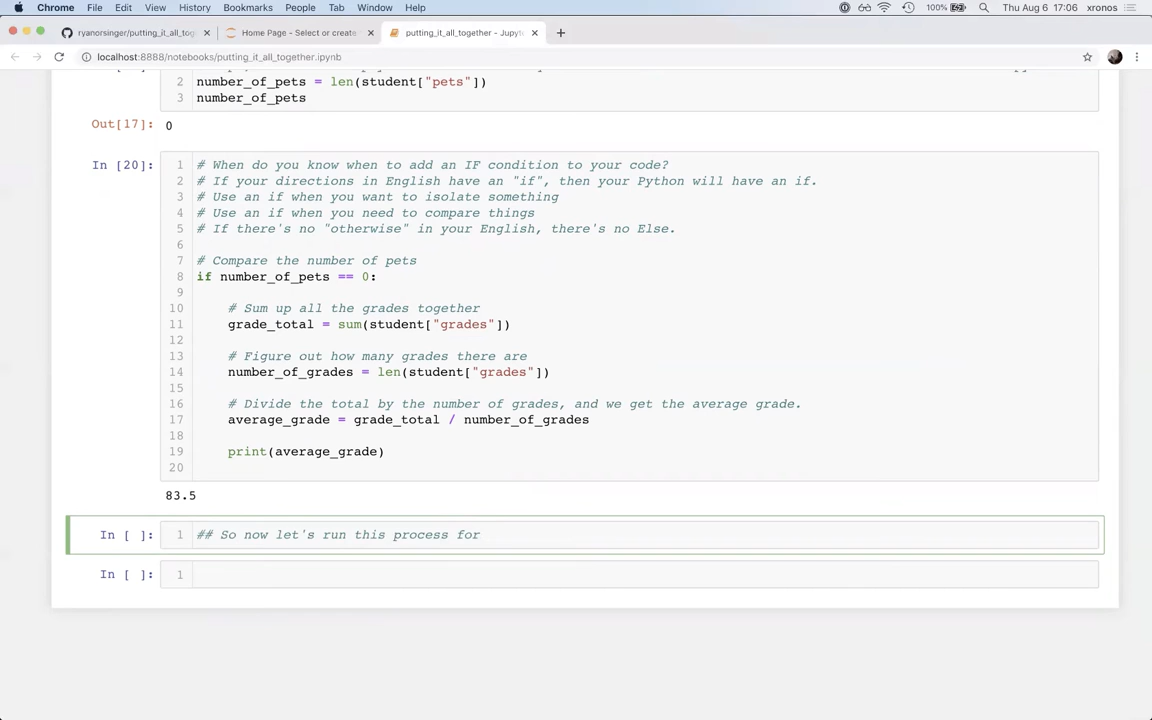 Chrome File Edit View History Bookmarks People Tab Window Help 100% Thu Aug 6 17:06 xronos
ryanorsinger/putting_it_all_tog × Home Page - Select or create × putting_it_all_together - Jupyt × +
localhost:8888/notebooks/putting_it_all_together.ipynb
2 number_of_pets = len(student["pets"])
3 number_of_pets
Out[17]: 0
In [20]: 1 # When do you know when to add an IF condition to your code?
2 # If your directions in English have an "if", then your Python will have an if.
3 # Use an if when you want to isolate something
4 # Use an if when you need to compare things
5 # If there's no "otherwise" in your English, there's no Else.
6
7 # Compare the number of pets
8 if number_of_pets == 0:
9
10 # Sum up all the grades together
11 grade_total = sum(student["grades"])
12
13 # Figure out how many grades there are
14 number_of_grades = len(student["grades"])
15
16 # Divide the total by the number of grades, and we get the average grade.
17 average_grade = grade_total / number_of_grades
18
19 print(average_grade)
20
83.5
In [ ]: 1 ## So now let's run this process for
In [ ]: 1